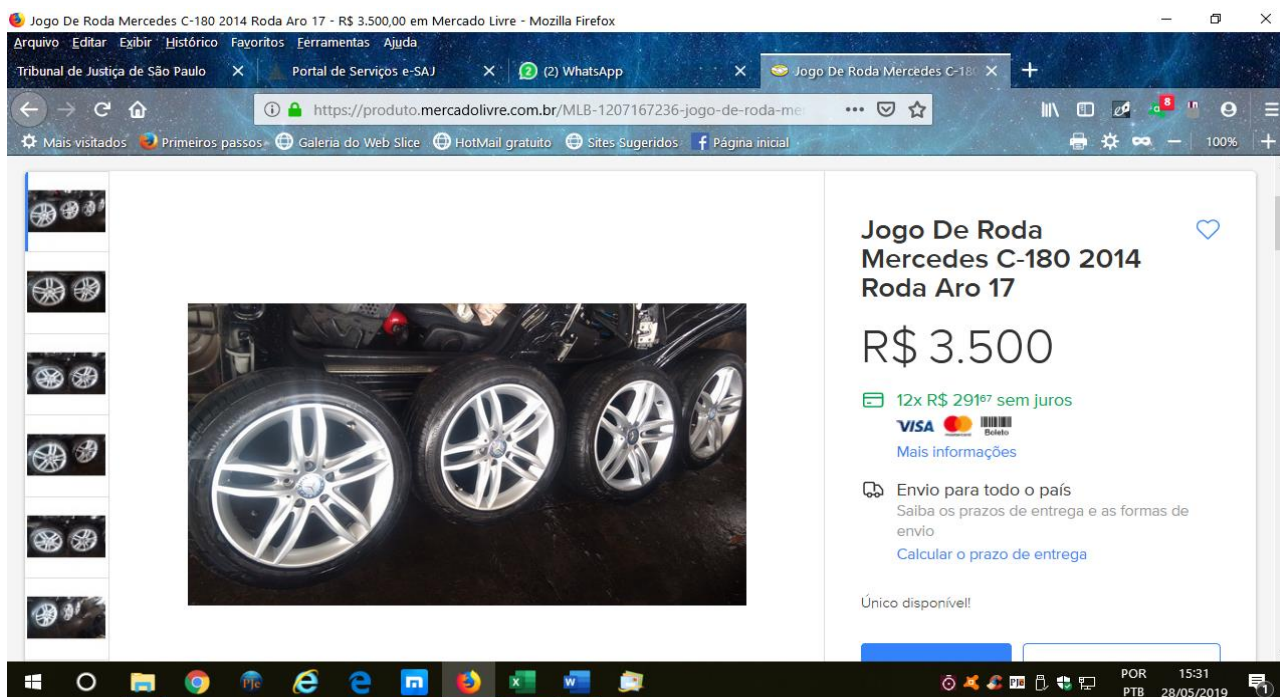 Jogo De Roda Mercedes C-180 2014 Roda Aro 17 - R$ 3.500,00 em Mercado Livre - Mozilla Firefox
Arquivo Editar Exibir Histórico Favoritos Ferramentas Ajuda
Tribunal de Justiça de São Paulo Portal de Serviços e-SAJ 2 (2) WhatsApp Jogo De Roda Mercedes C-180
https://produto.mercadolivre.com.br/MLB-1207167236-jogo-de-roda-me 8
Mais visitados Primeiros passos Galeria do Web Slice HotMail gratuito Sites Sugeridos Página inicial 100%
Jogo De Roda
Mercedes C-180 2014
Roda Aro 17
R$ 3.500
12x R$ 291⁶⁷ sem juros
VISA mastercard Boleto
Mais informações
Envio para todo o país
Saiba os prazos de entrega e as formas de
envio
Calcular o prazo de entrega
Único disponível!
PJe POR 15:31
PTB 28/05/2019